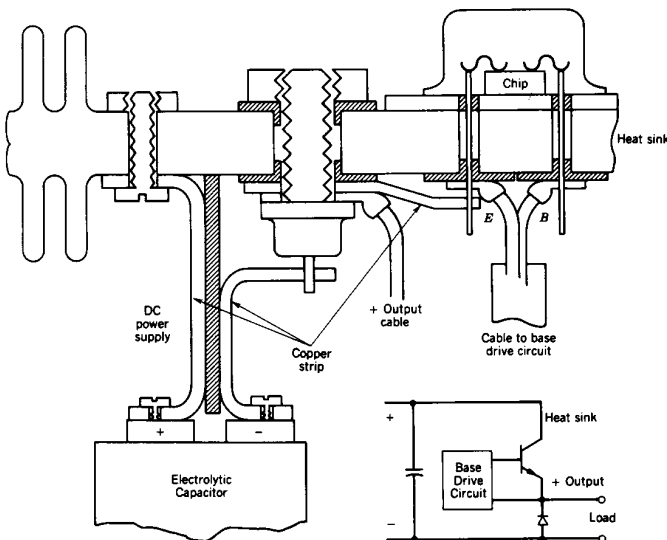 Chip
Heat sink
E
B
DC
power
supply
+ Output
cable
Copper
strip
Cable to base
drive circuit
+
−
Electrolytic
Capacitor
+
Heat sink
Base
Drive
Circuit
+ Output
Load
−